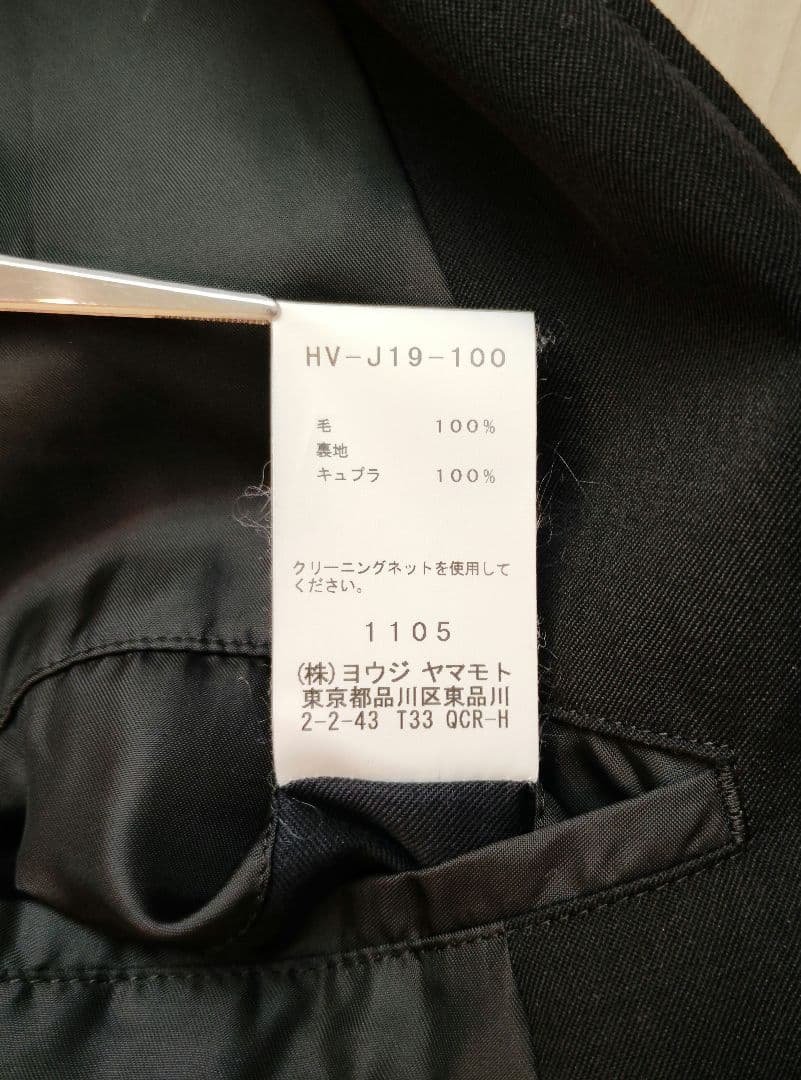 HV-J19-100
毛 100%
裏地
キュプラ 100%
クリーニングネットを使用して
ください。
1105
(株)ヨウジ ヤマモト
東京都品川区東品川
2-2-43 T33 QCR-H